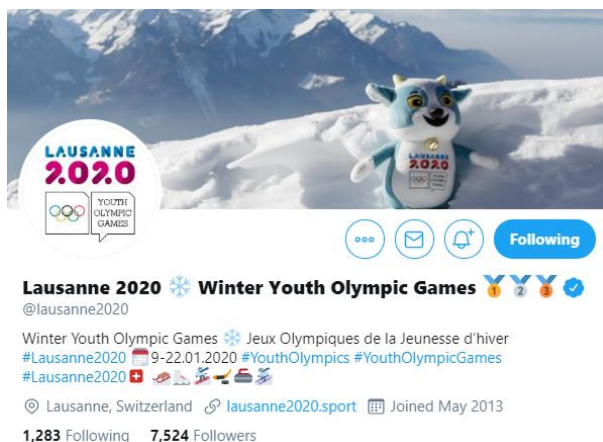 LAUSANNE
2020
YOUTH
OLYMPIC
GAMES
LAUSANNE
2020
Following
Lausanne 2020 ❄️ Winter Youth Olympic Games 🥇🥈🥉
@lausanne2020
Winter Youth Olympic Games ❄️ Jeux Olympiques de la Jeunesse d'hiver
#Lausanne2020 🗓️9-22.01.2020 #YouthOlympics #YouthOlympicGames
#Lausanne2020🇨🇭 🛷⛸️🏂🏒🥌⛷️
Lausanne, Switzerland lausanne2020.sport Joined May 2013
1,283 Following 7,524 Followers